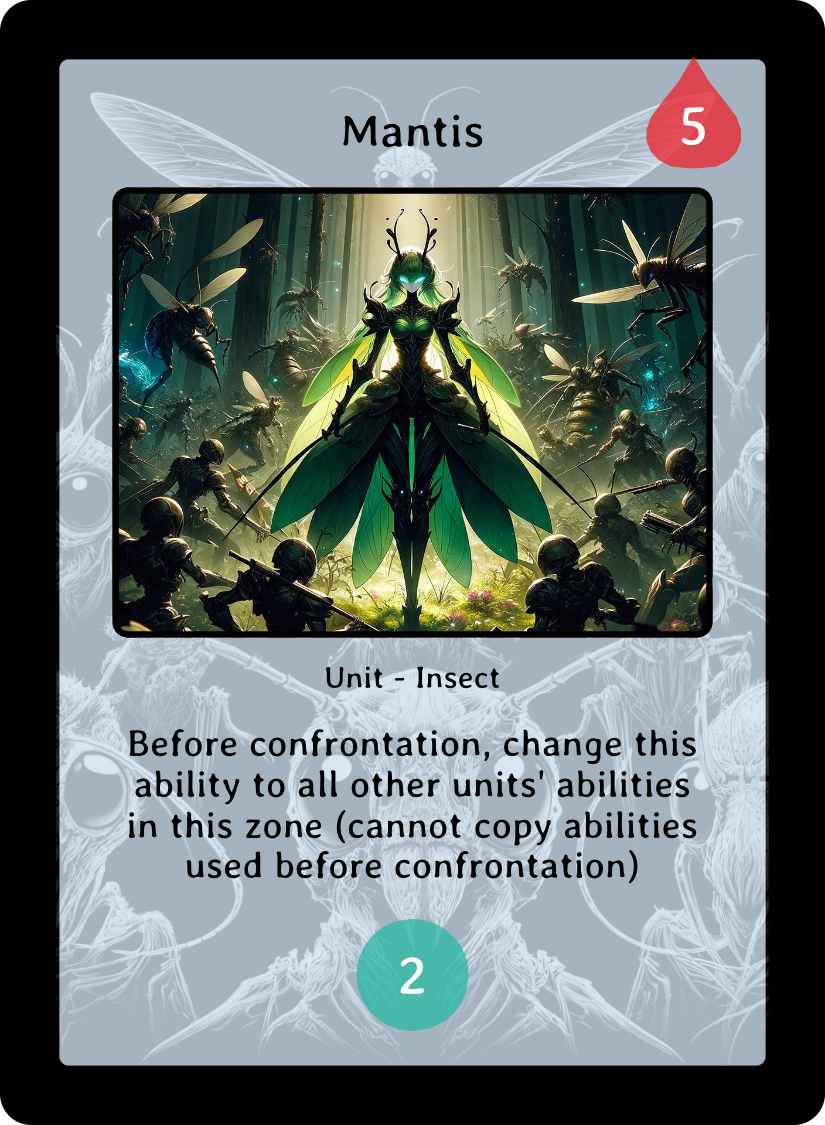 Mantis
5
Unit - Insect
Before confrontation, change this
ability to all other units' abilities
in this zone (cannot copy abilities
used before confrontation)
2